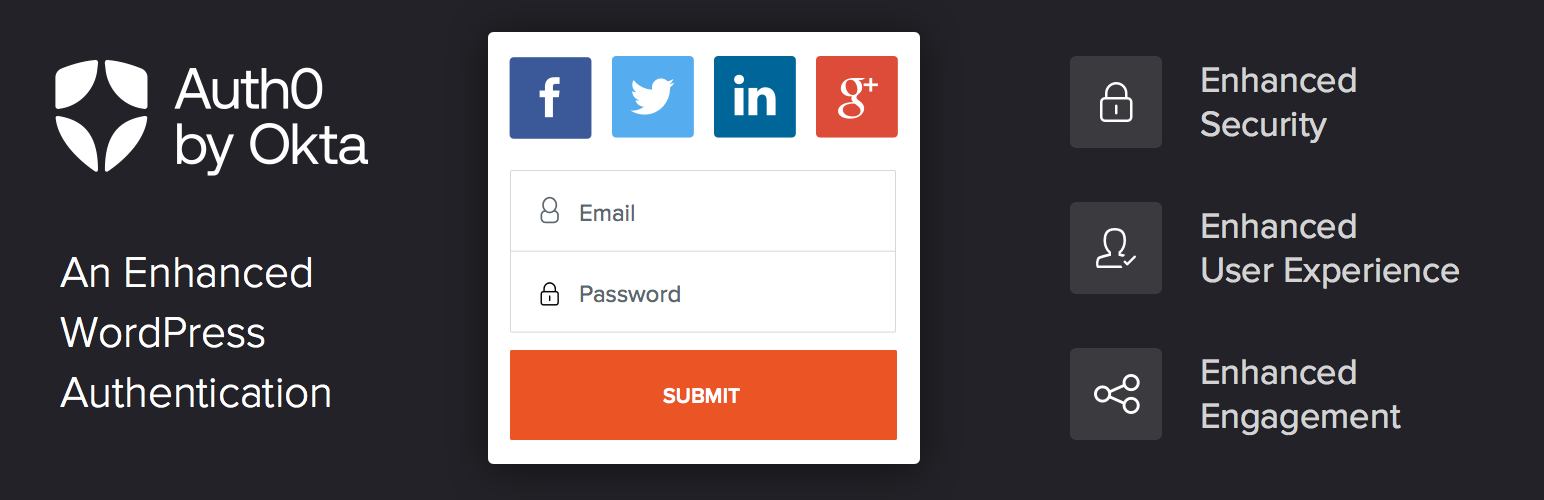 Auth0
by Okta
An Enhanced
WordPress
Authentication
f
in
g+
Email
Password
SUBMIT
Enhanced
Security
Enhanced
User Experience
Enhanced
Engagement